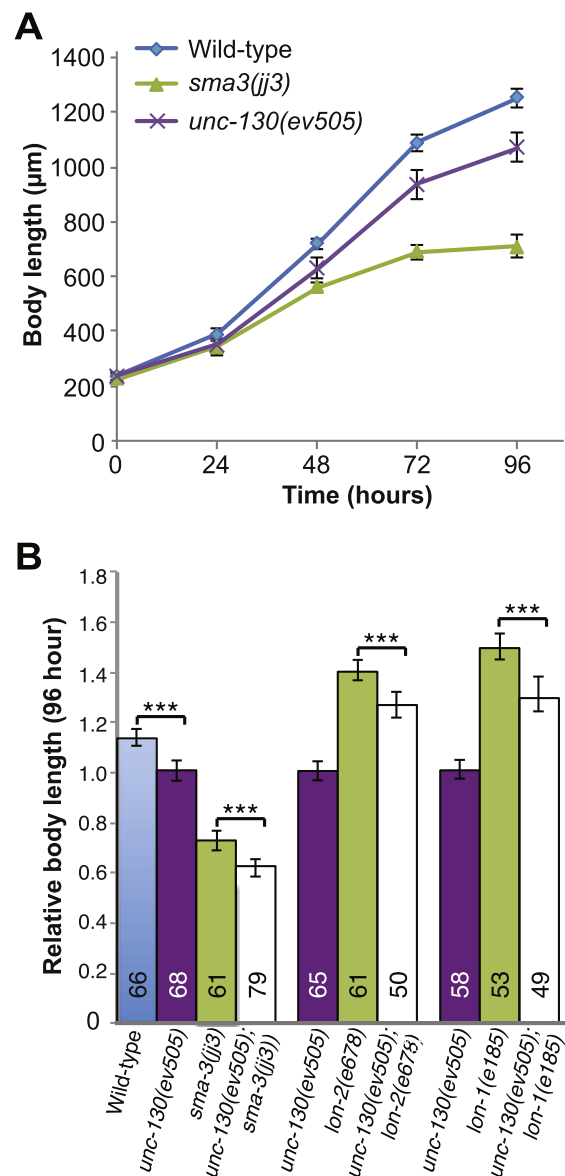 A
Wild-type
sma3(jj3)
unc-130(ev505)
Body length (µm)
1400
1200
1000
800
600
400
200
0
0 24 48 72 96
Time (hours)
B
Relative body length (96 hour)
1.8
1.6
1.4
1.2
1.0
0.8
0.6
0.4
0.2
0
*** *** *** ***
66 68 61 79 65 61 50 58 53 49
Wild-type
unc-130(ev505)
sma-3(jj3)
unc-130(ev505);
sma-3(jj3))
unc-130(ev505)
lon-2(e678)
unc-130(ev505);
lon-2(e678)
unc-130(ev505)
lon-1(e185)
unc-130(ev505);
lon-1(e185)